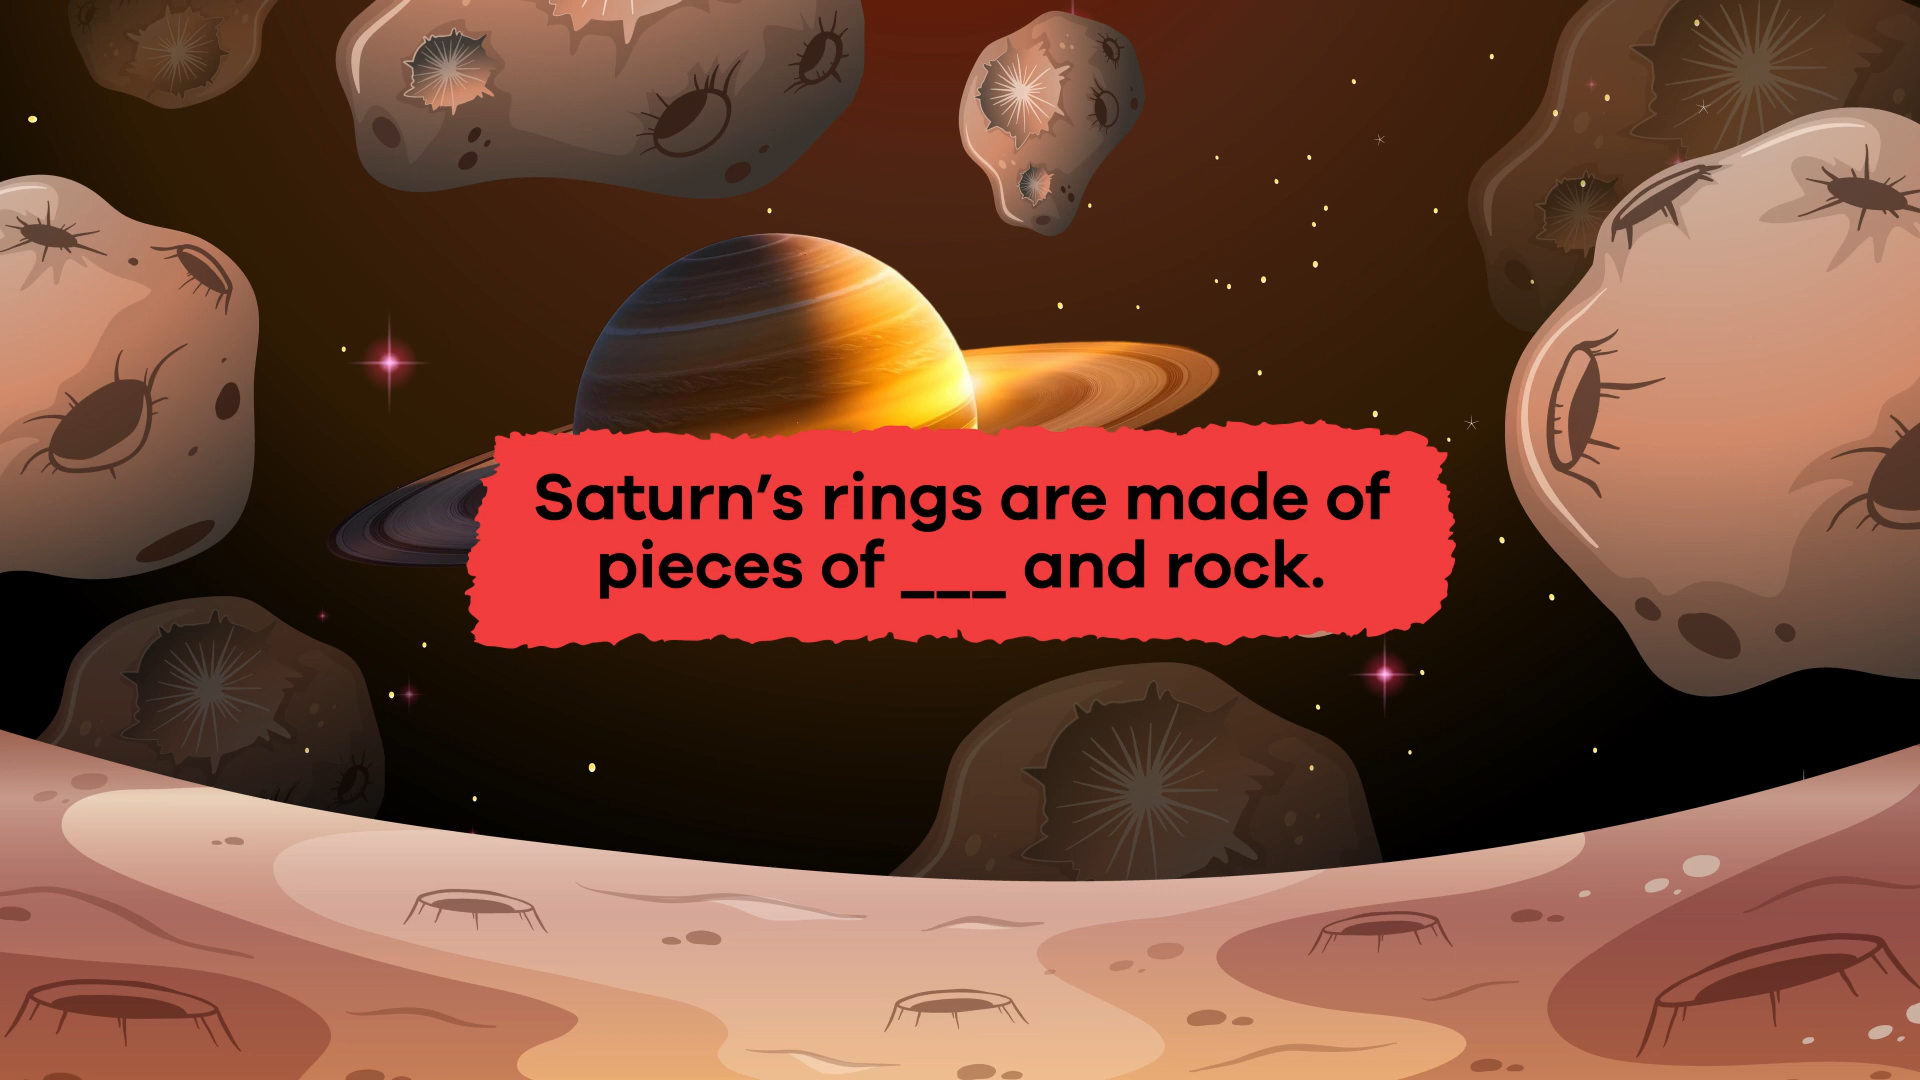 Saturn’s rings are made of
pieces of ___ and rock.